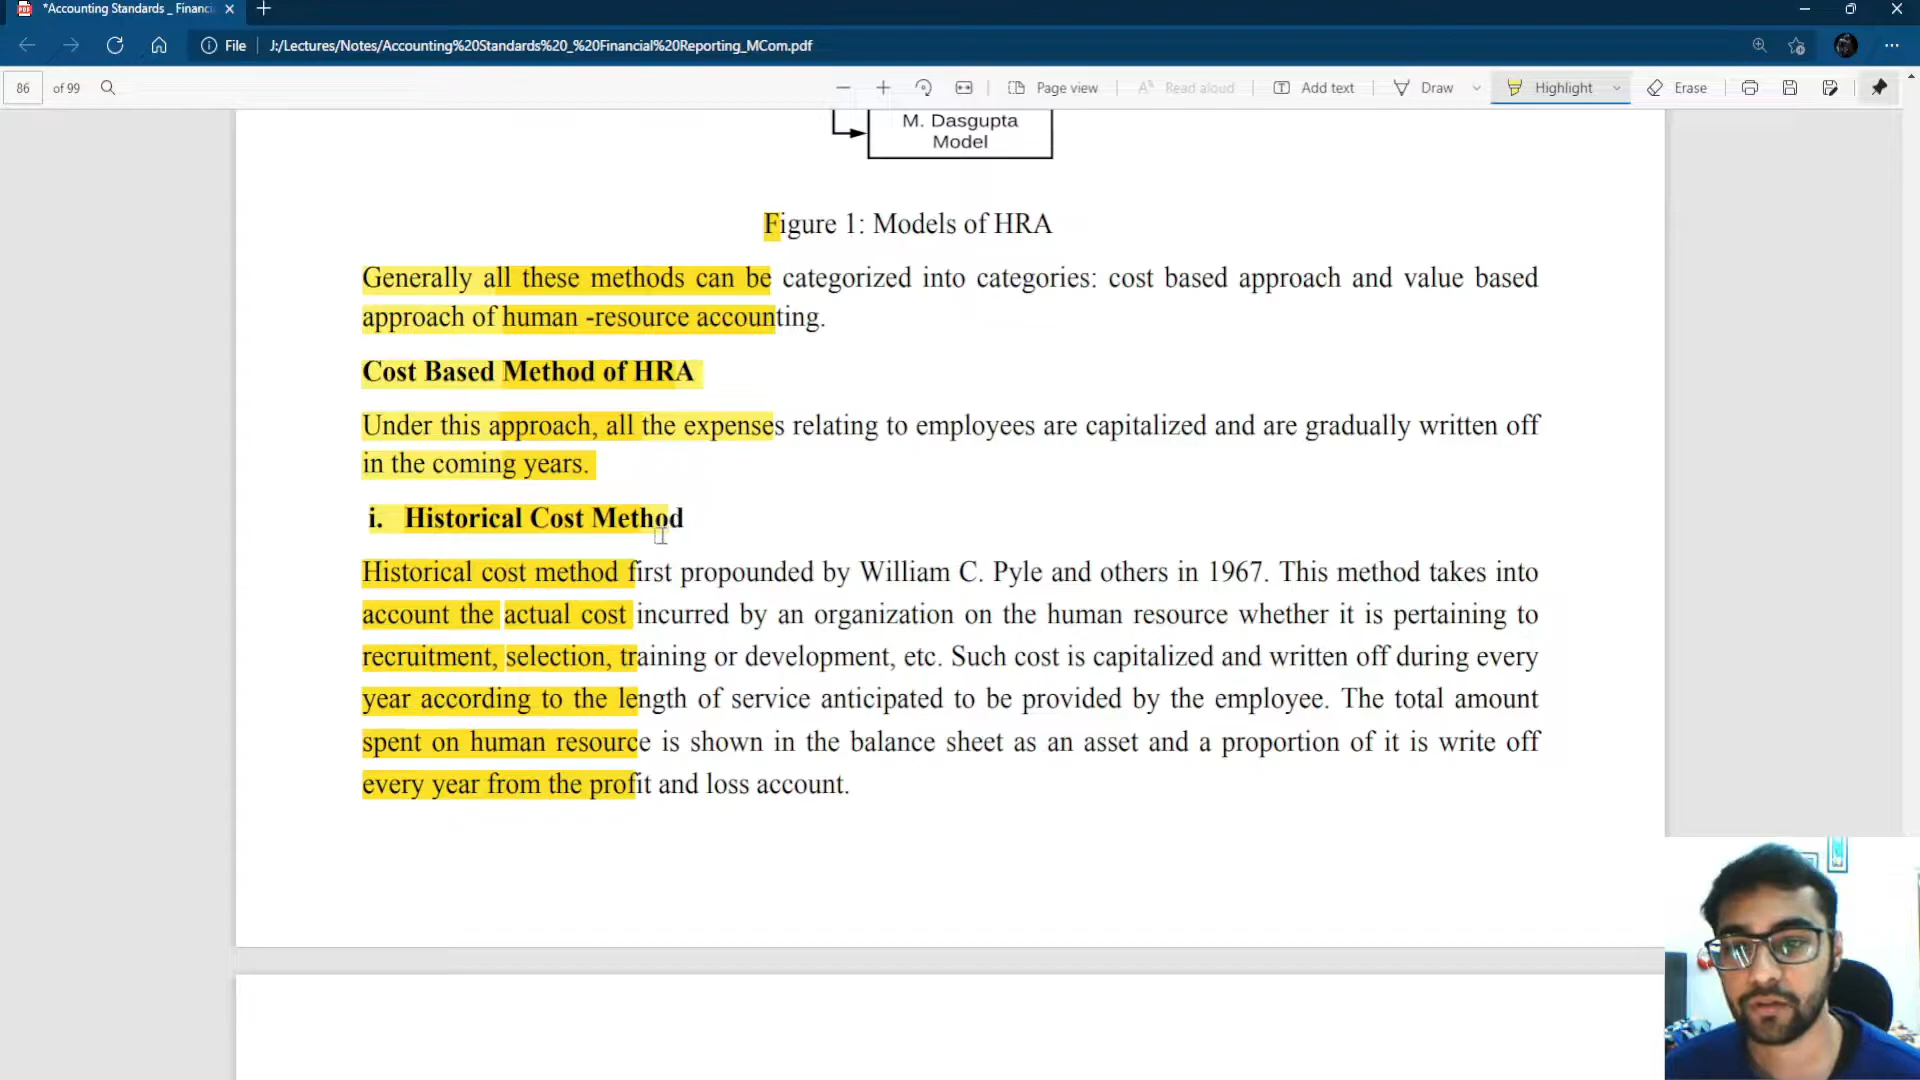 *Accounting Standards _ Financi
File
J:/Lectures/Notes/Accounting%20Standards%20_%20Financial%20Reporting_MCom.pdf
86 of 99
Page view
Read aloud
Add text
Draw
Highlight
Erase
M. Dasgupta
Model
Figure 1: Models of HRA
Generally all these methods can be categorized into categories: cost based approach and value based
approach of human -resource accounting.
Cost Based Method of HRA
Under this approach, all the expenses relating to employees are capitalized and are gradually written off
in the coming years.
i. Historical Cost Method
Historical cost method first propounded by William C. Pyle and others in 1967. This method takes into
account the actual cost incurred by an organization on the human resource whether it is pertaining to
recruitment, selection, training or development, etc. Such cost is capitalized and written off during every
year according to the length of service anticipated to be provided by the employee. The total amount
spent on human resource is shown in the balance sheet as an asset and a proportion of it is write off
every year from the profit and loss account.